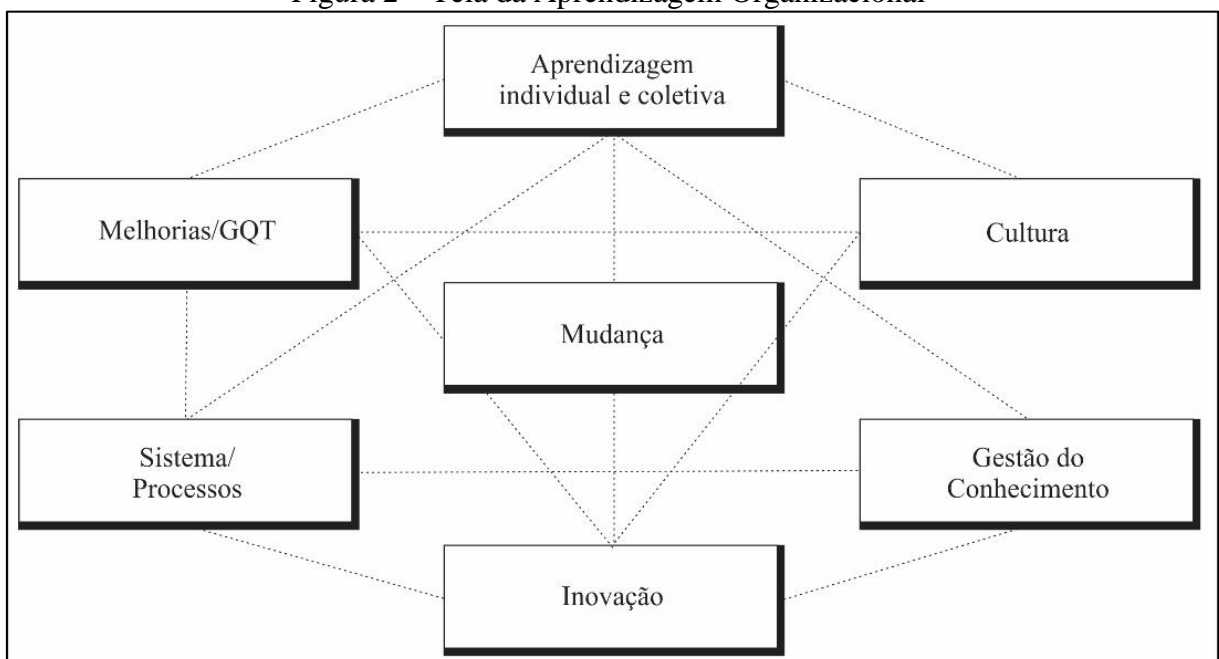 Figura 2 – Teia da Aprendizagem Organizacional
Aprendizagem
individual e coletiva
Melhorias/GQT
Cultura
Mudança
Sistema/
Processos
Gestão do
Conhecimento
Inovação